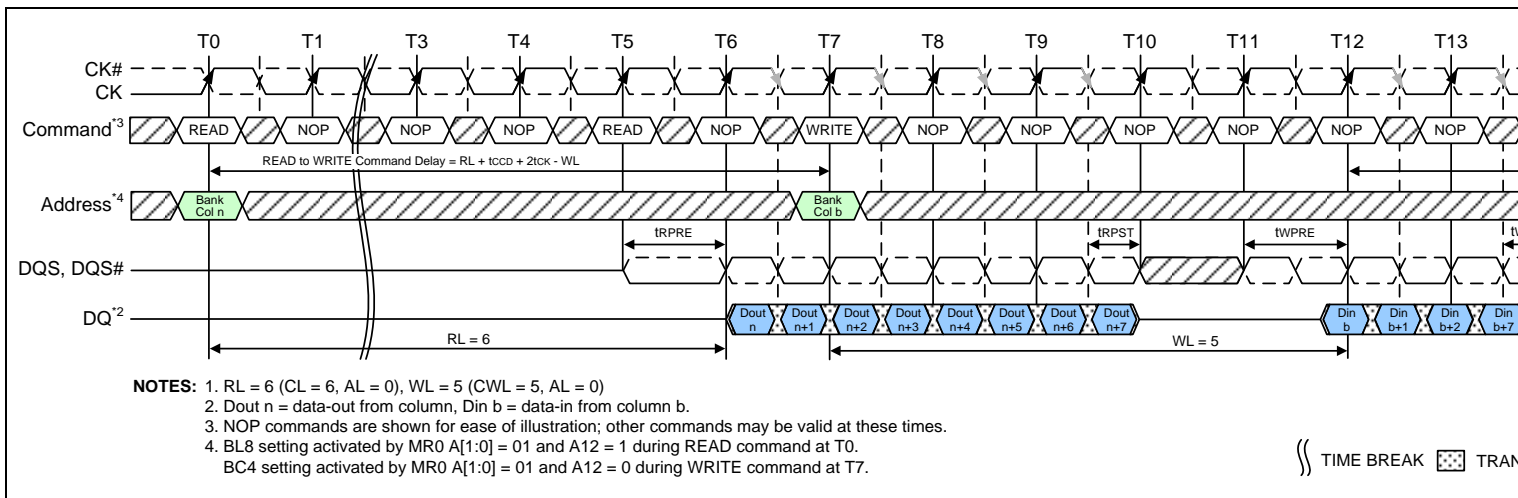 T0 T1 T3 T4 T5 T6 T7 T8 T9 T10 T11 T12 T13
CK#
CK
Command*3 READ NOP NOP NOP READ NOP WRITE NOP NOP NOP NOP NOP NOP
READ to WRITE Command Delay = RL + tCCD + 2tCK - WL
Address*4 Bank Col n Bank Col b
tRPRE tRPST tWPRE
DQS, DQS#
DQ*2 Dout n Dout n+1 Dout n+2 Dout n+3 Dout n+4 Dout n+5 Dout n+6 Dout n+7 Din b Din b+1 Din b+2 Din b+7
RL = 6 WL = 5
NOTES: 1. RL = 6 (CL = 6, AL = 0), WL = 5 (CWL = 5, AL = 0)
2. Dout n = data-out from column, Din b = data-in from column b.
3. NOP commands are shown for ease of illustration; other commands may be valid at these times.
4. BL8 setting activated by MR0 A[1:0] = 01 and A12 = 1 during READ command at T0.
BC4 setting activated by MR0 A[1:0] = 01 and A12 = 0 during WRITE command at T7.
TIME BREAK TRAN